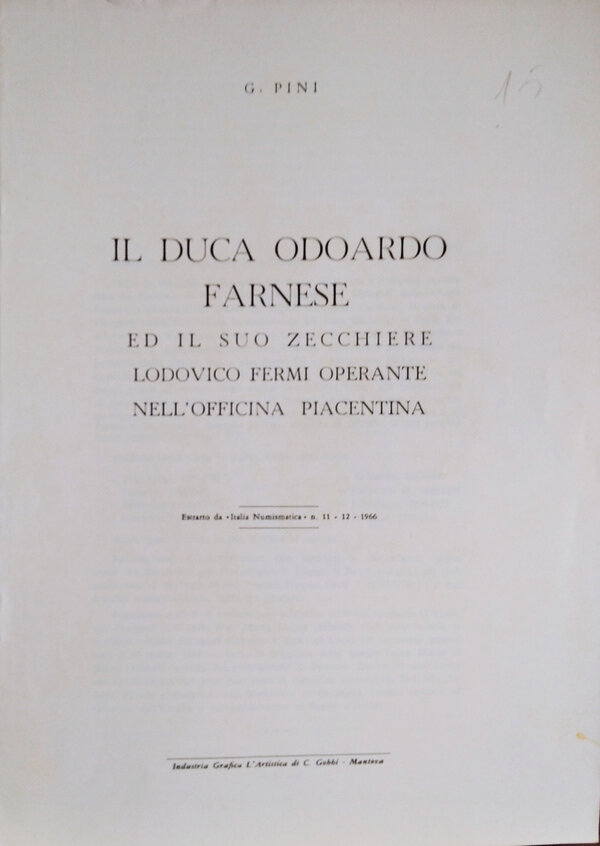 G. PINI
15
IL DUCA ODOARDO
FARNESE
ED IL SUO ZECCHIERE
LODOVICO FERMI OPERANTE
NELL'OFFICINA PIACENTINA
Estratto da «Italia Numismatica» n. 11 - 12 - 1966
Industria Grafica L'Artistica di C. Gobbi - Mantova